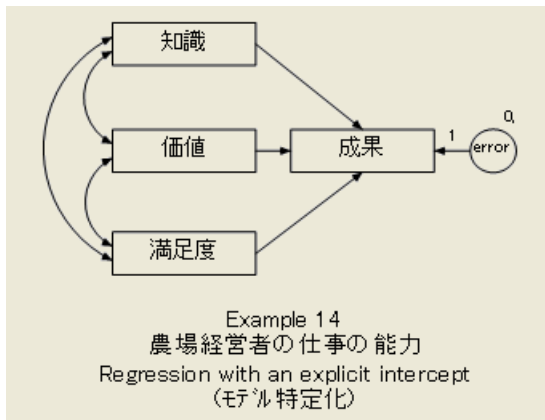 知識
価値
成果
1
0,
error
満足度
Example 14
農場経営者の仕事の能力
Regression with an explicit intercept
(ﾓﾃﾞﾙ特定化)